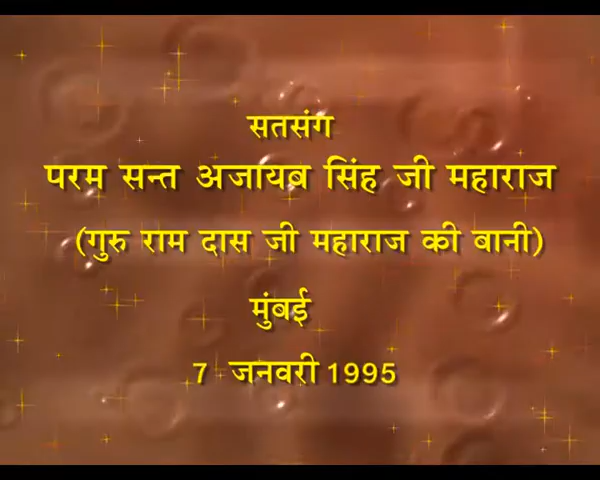 सतसंग
परम सन्त अजायब सिंह जी महाराज
(गुरु राम दास जी महाराज की बानी)
मुंबई
7 जनवरी 1995